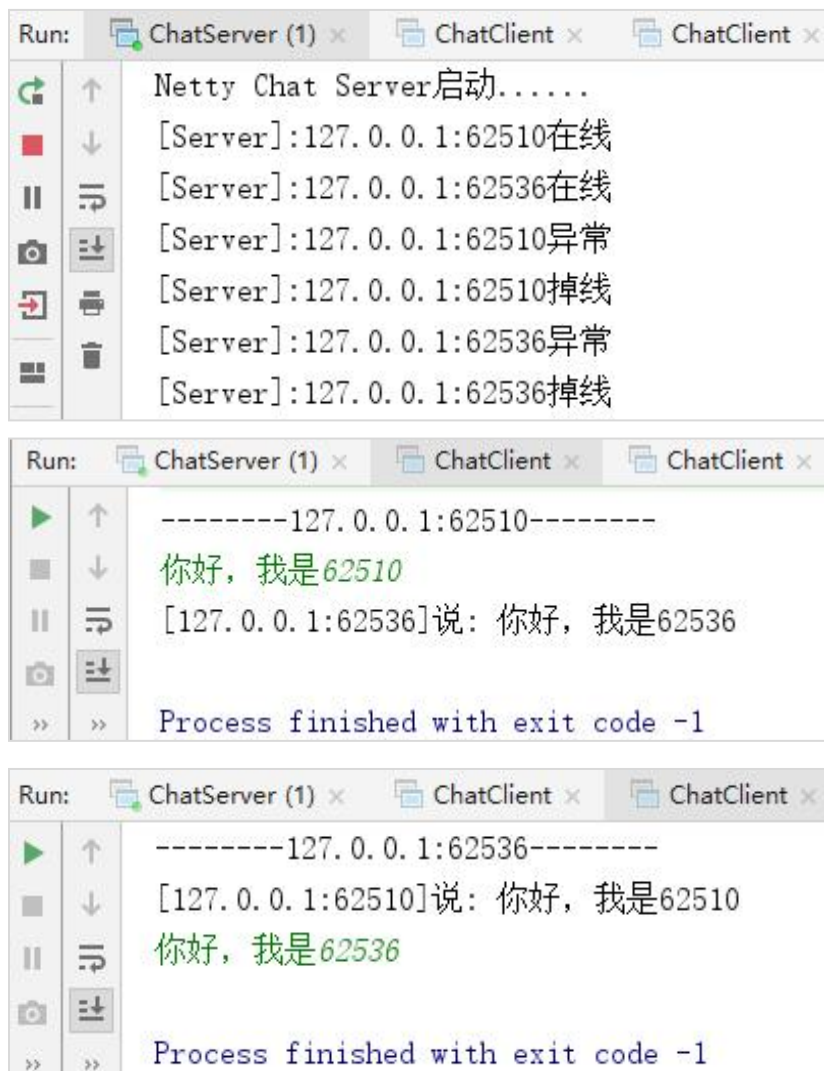 Run: ChatServer (1) × ChatClient × ChatClient ×
Netty Chat Server启动......
[Server]:127.0.0.1:62510在线
[Server]:127.0.0.1:62536在线
[Server]:127.0.0.1:62510异常
[Server]:127.0.0.1:62510掉线
[Server]:127.0.0.1:62536异常
[Server]:127.0.0.1:62536掉线
Run: ChatServer (1) × ChatClient × ChatClient ×
--------127.0.0.1:62510--------
你好，我是62510
[127.0.0.1:62536]说: 你好，我是62536
Process finished with exit code -1
Run: ChatServer (1) × ChatClient × ChatClient ×
--------127.0.0.1:62536--------
[127.0.0.1:62510]说: 你好，我是62510
你好，我是62536
Process finished with exit code -1